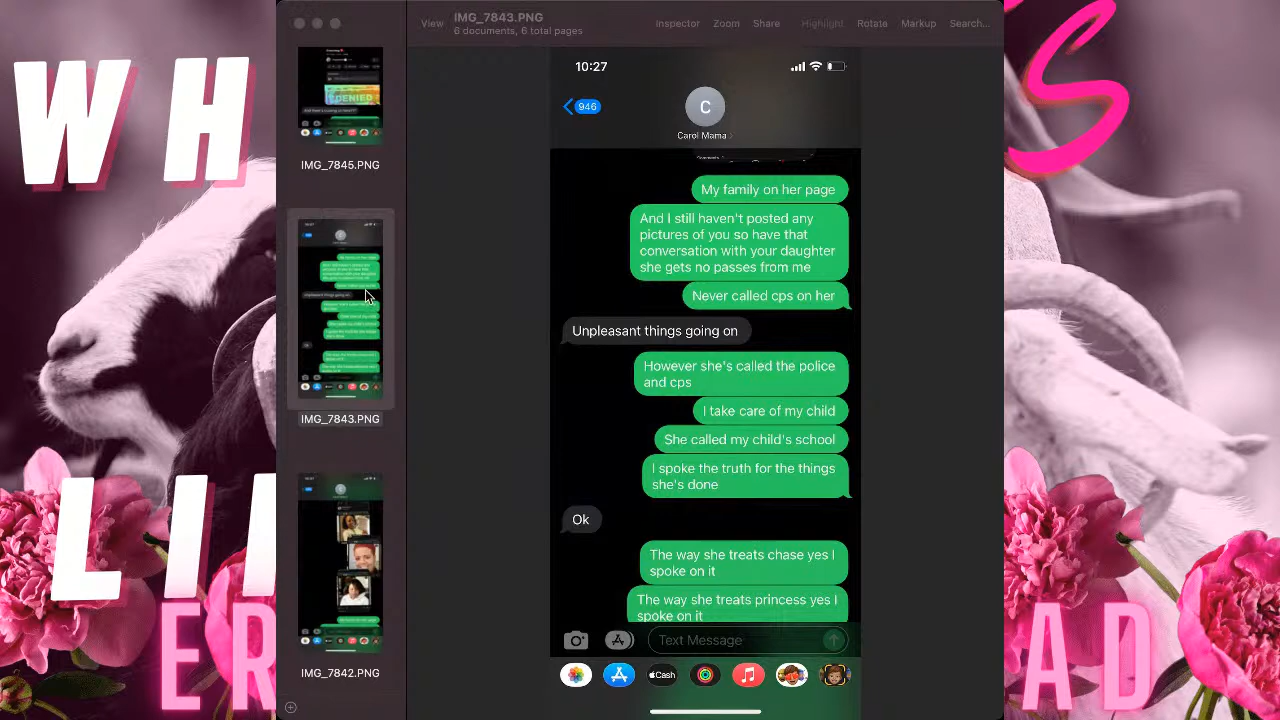 WH
S
LI
ER
AD
View
IMG_7843.PNG
6 documents, 6 total pages
Inspector
Zoom
Share
Highlight
Rotate
Markup
Search...
DENIED
IMG_7845.PNG
IMG_7843.PNG
IMG_7842.PNG
10:27
946
C
Carol Mama
My family on her page
And I still haven't posted any
pictures of you so have that
conversation with your daughter
she gets no passes from me
Never called cps on her
Unpleasant things going on
However she's called the police
and cps
I take care of my child
She called my child's school
I spoke the truth for the things
she's done
Ok
The way she treats chase yes I
spoke on it
The way she treats princess yes I
spoke on it
Text Message
Cash